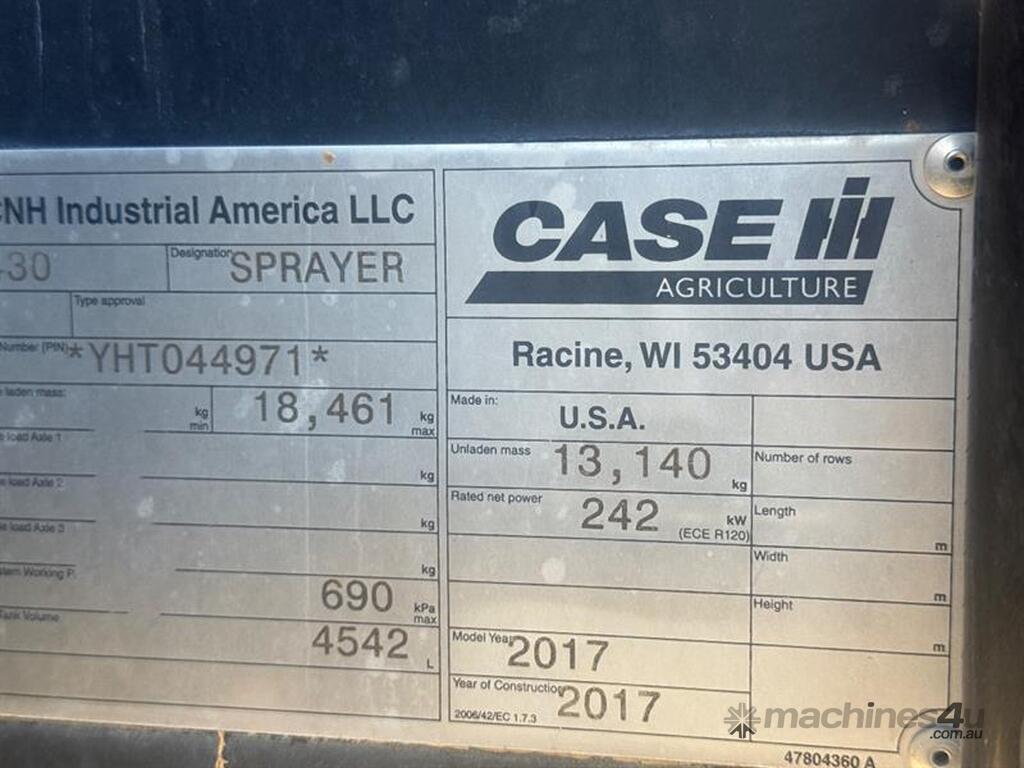 CNH Industrial America LLC
430
Designation SPRAYER
Type approval
Number (PIN) *YHT044971*
laden mass:
kg min 18,461 kg max
load Axle 1
kg
load Axle 2
kg
load Axle 3
kg
Working P.
690 kPa max
Tank Volume
4542 L
CASE IH
AGRICULTURE
Racine, WI 53404 USA
Made in: U.S.A.
Unladen mass 13,140 kg
Number of rows
Rated net power 242 kW (ECE R120)
Length m
Width m
Height m
Model Year 2017
Year of Construction 2017
2006/42/EC 1.7.3
47804360 A
machines4u .com.au